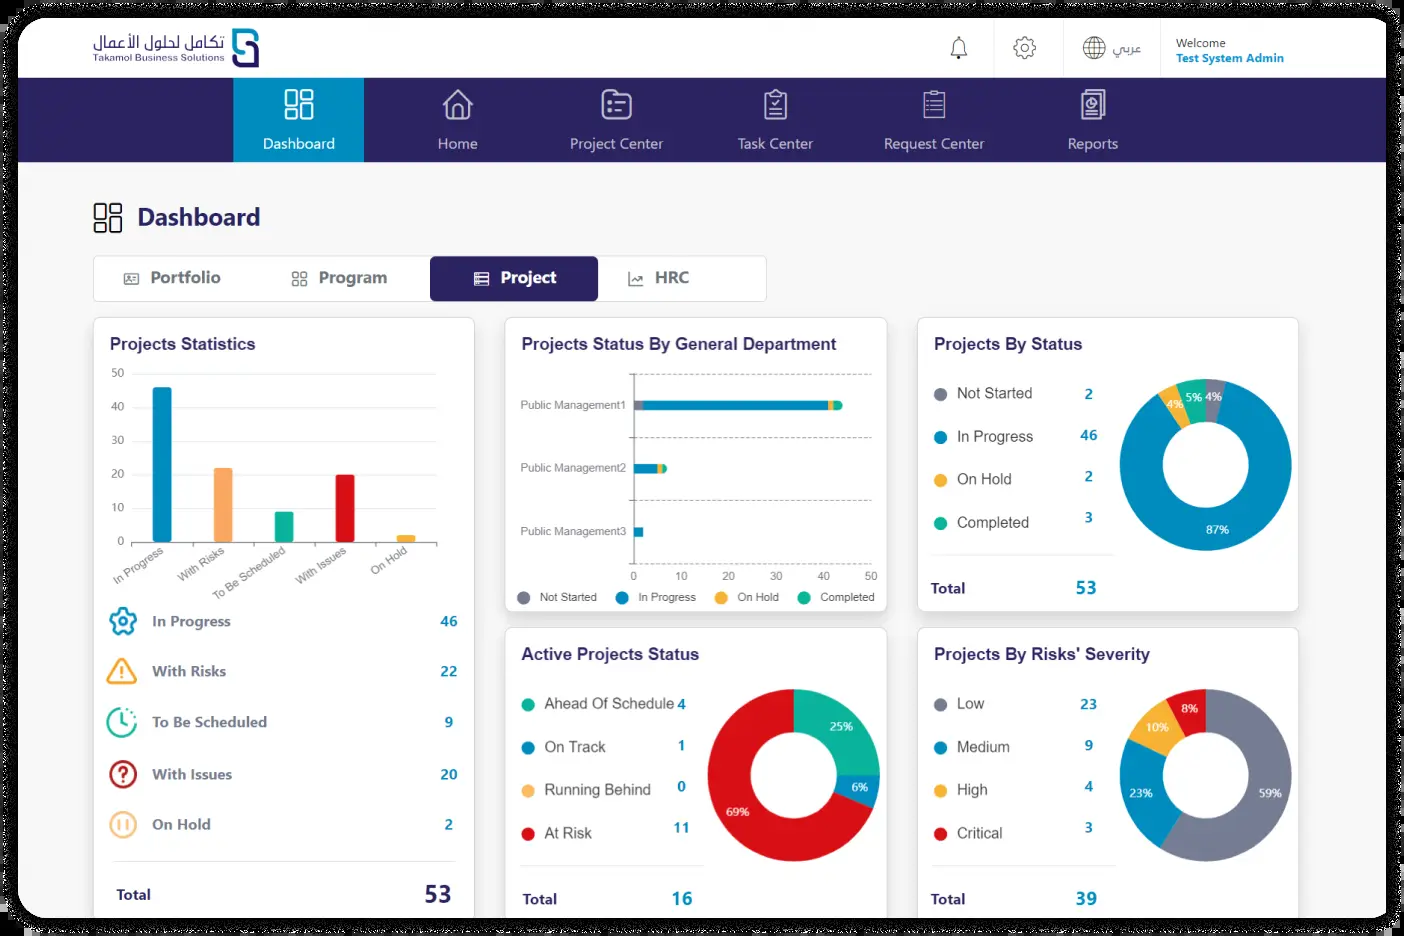 تكامل لحلول الأعمال
Takamol Business Solutions
عربي
Welcome
Test System Admin
Dashboard
Home
Project Center
Task Center
Request Center
Reports
Dashboard
Portfolio
Program
Project
HRC
Projects Statistics
50
40
30
20
10
0
In Progress
With Risks
To Be Scheduled
With Issues
On Hold
In Progress 46
With Risks 22
To Be Scheduled 9
With Issues 20
On Hold 2
Total 53
Projects Status By General Department
Public Management1
Public Management2
Public Management3
0 10 20 30 40 50
Not Started In Progress On Hold Completed
Projects By Status
Not Started 2
In Progress 46
On Hold 2
Completed 3
Total 53
4% 5% 4%
87%
Active Projects Status
Ahead Of Schedule 4
On Track 1
Running Behind 0
At Risk 11
Total 16
25%
6%
69%
Projects By Risks' Severity
Low 23
Medium 9
High 4
Critical 3
Total 39
8%
10%
23%
59%